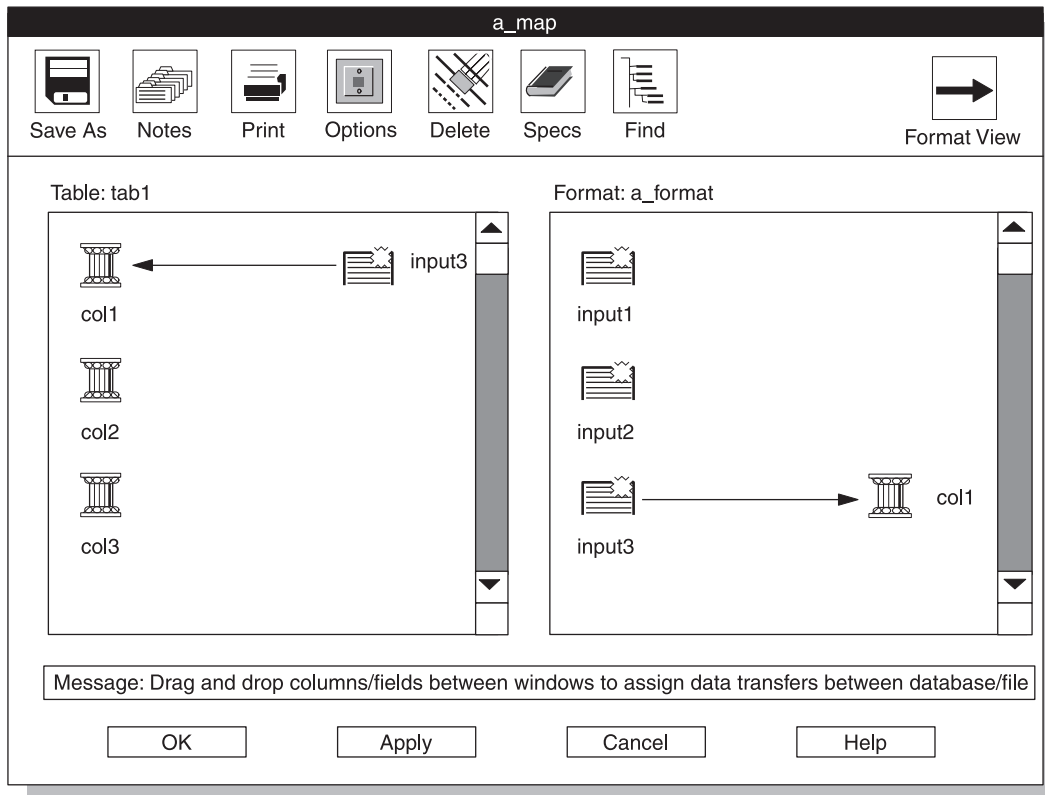 a_map
Save As Notes Print Options Delete Specs Find Format View
Table: tab1
input3
col1
col2
col3
Format: a_format
input1
input2
col1
input3
Message: Drag and drop columns/fields between windows to assign data transfers between database/file
OK Apply Cancel Help